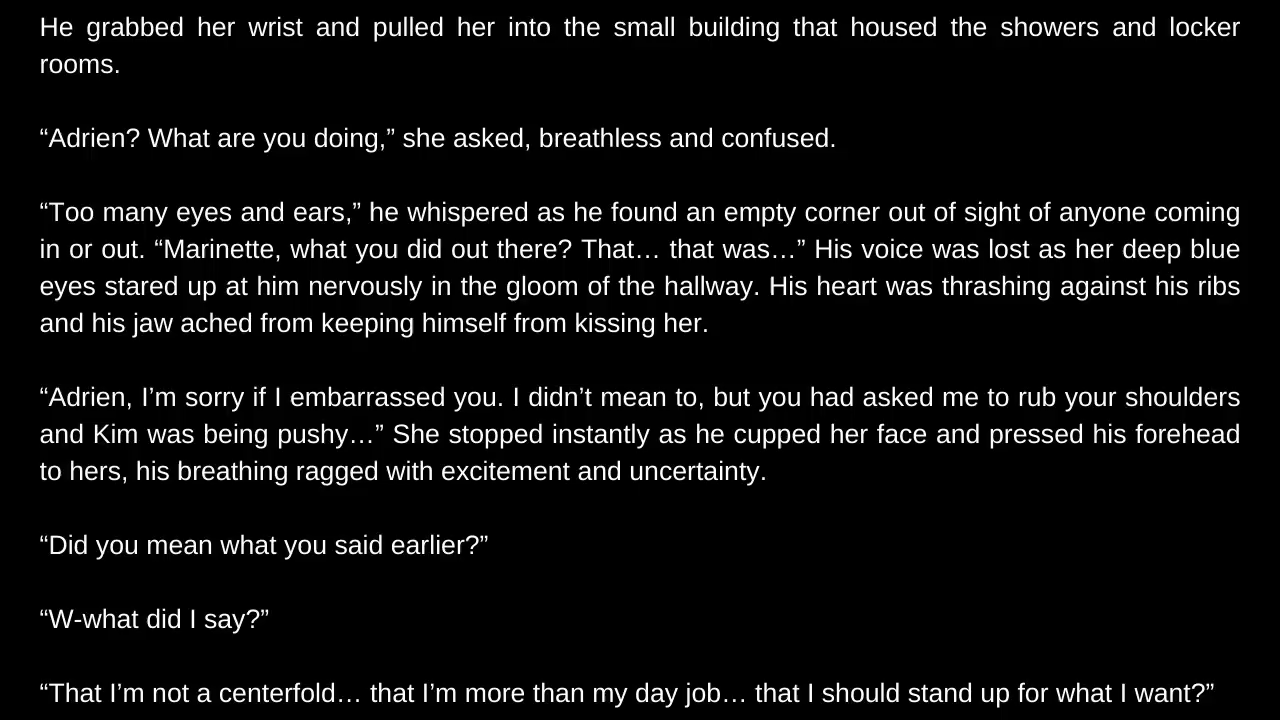 He grabbed her wrist and pulled her into the small building that housed the showers and locker
rooms.
“Adrien? What are you doing,” she asked, breathless and confused.
“Too many eyes and ears,” he whispered as he found an empty corner out of sight of anyone coming
in or out. “Marinette, what you did out there? That… that was…” His voice was lost as her deep blue
eyes stared up at him nervously in the gloom of the hallway. His heart was thrashing against his ribs
and his jaw ached from keeping himself from kissing her.
“Adrien, I’m sorry if I embarrassed you. I didn’t mean to, but you had asked me to rub your shoulders
and Kim was being pushy…” She stopped instantly as he cupped her face and pressed his forehead
to hers, his breathing ragged with excitement and uncertainty.
“Did you mean what you said earlier?”
“W-what did I say?”
“That I’m not a centerfold… that I’m more than my day job… that I should stand up for what I want?”